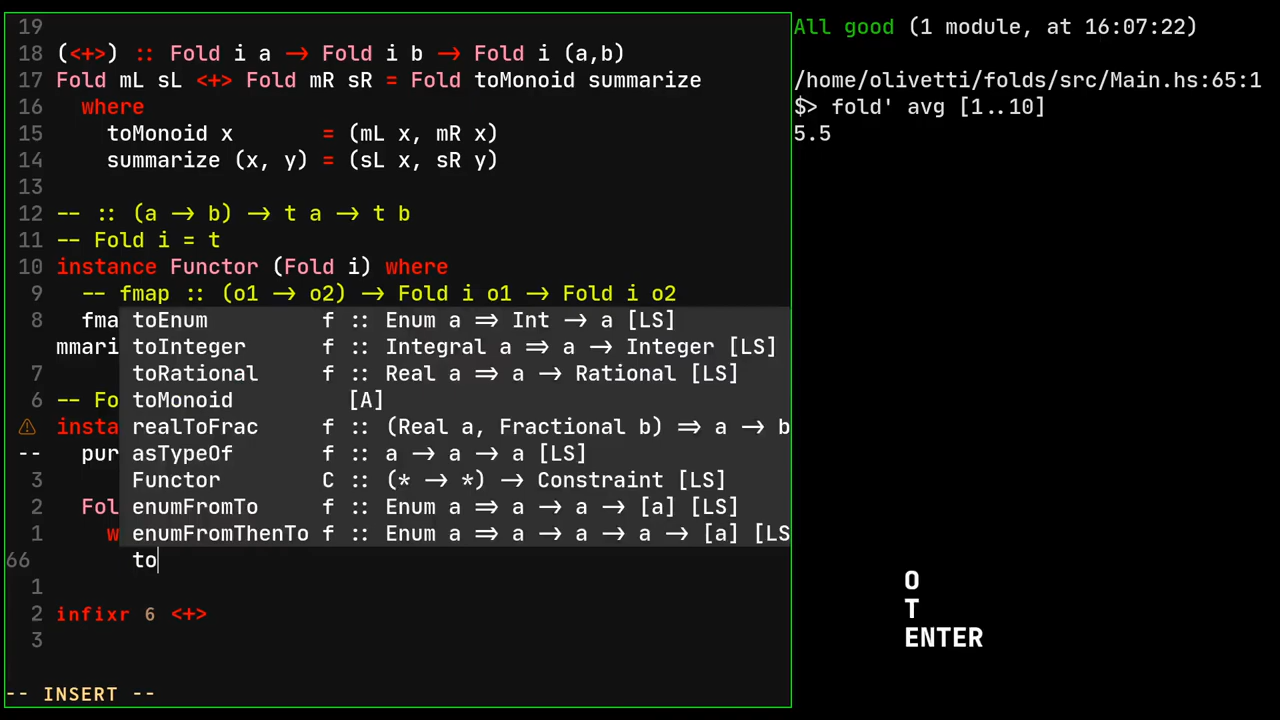 19
18 (<+>) :: Fold i a → Fold i b → Fold i (a,b)
17 Fold mL sL <+> Fold mR sR = Fold toMonoid summarize
16 where
15 toMonoid x = (mL x, mR x)
14 summarize (x, y) = (sL x, sR y)
13
12 -- :: (a → b) → t a → t b
11 -- Fold i = t
10 instance Functor (Fold i) where
9 -- fmap :: (o1 → o2) → Fold i o1 → Fold i o2
8 fma
mmari
7
6 -- Fo
⚠ insta
-- pur
3
2 Fol
1 w
66 to
1
2 infixr 6 <+>
3
toEnum f :: Enum a ⇒ Int → a [LS]
toInteger f :: Integral a ⇒ a → Integer [LS]
toRational f :: Real a ⇒ a → Rational [LS]
toMonoid [A]
realToFrac f :: (Real a, Fractional b) ⇒ a → b
asTypeOf f :: a → a → a [LS]
Functor C :: (* → *) → Constraint [LS]
enumFromTo f :: Enum a ⇒ a → a → [a] [LS]
enumFromThenTo f :: Enum a ⇒ a → a → a → [a] [LS
-- INSERT --
All good (1 module, at 16:07:22)
/home/olivetti/folds/src/Main.hs:65:1
$> fold' avg [1..10]
5.5
O
T
ENTER